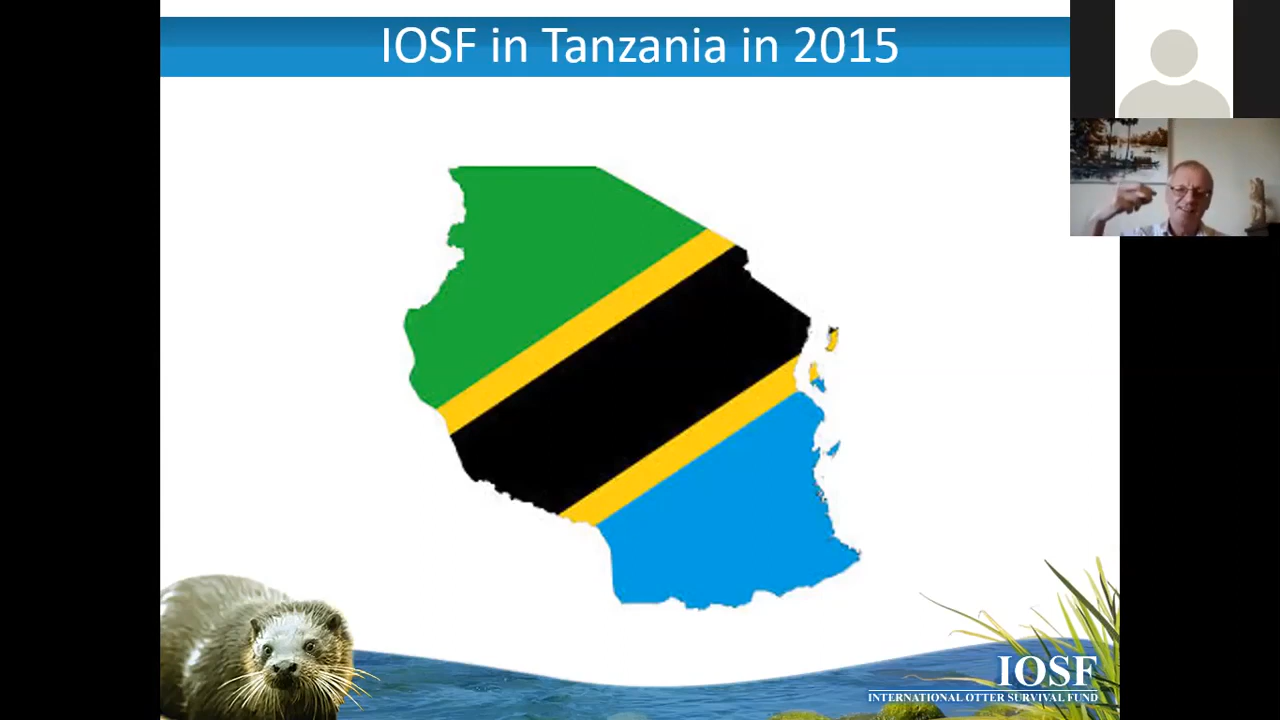 IOSF in Tanzania in 2015
IOSF
INTERNATIONAL OTTER SURVIVAL FUND